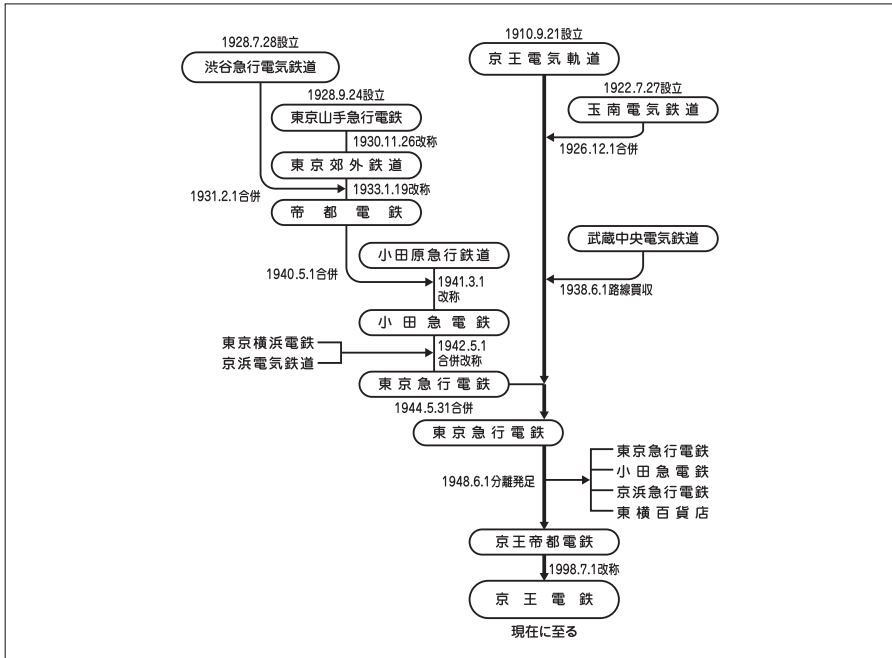 1910.9.21設立
京王電気軌道
1928.7.28設立
渋谷急行電気鉄道
1922.7.27設立
玉南電気鉄道
1928.9.24設立
東京山手急行電鉄
1930.11.26改称
1926.12.1合併
東京郊外鉄道
1931.2.1合併
1933.1.19改称
帝都電鉄
武蔵中央電気鉄道
小田原急行鉄道
1940.5.1合併
1941.3.1
改称
1938.6.1路線買収
小田急電鉄
東京横浜電鉄
京浜電気鉄道
1942.5.1
合併改称
東京急行電鉄
1944.5.31合併
東京急行電鉄
1948.6.1分離発足
東京急行電鉄
小田急電鉄
京浜急行電鉄
東横百貨店
京王帝都電鉄
1998.7.1改称
京王電鉄
現在に至る